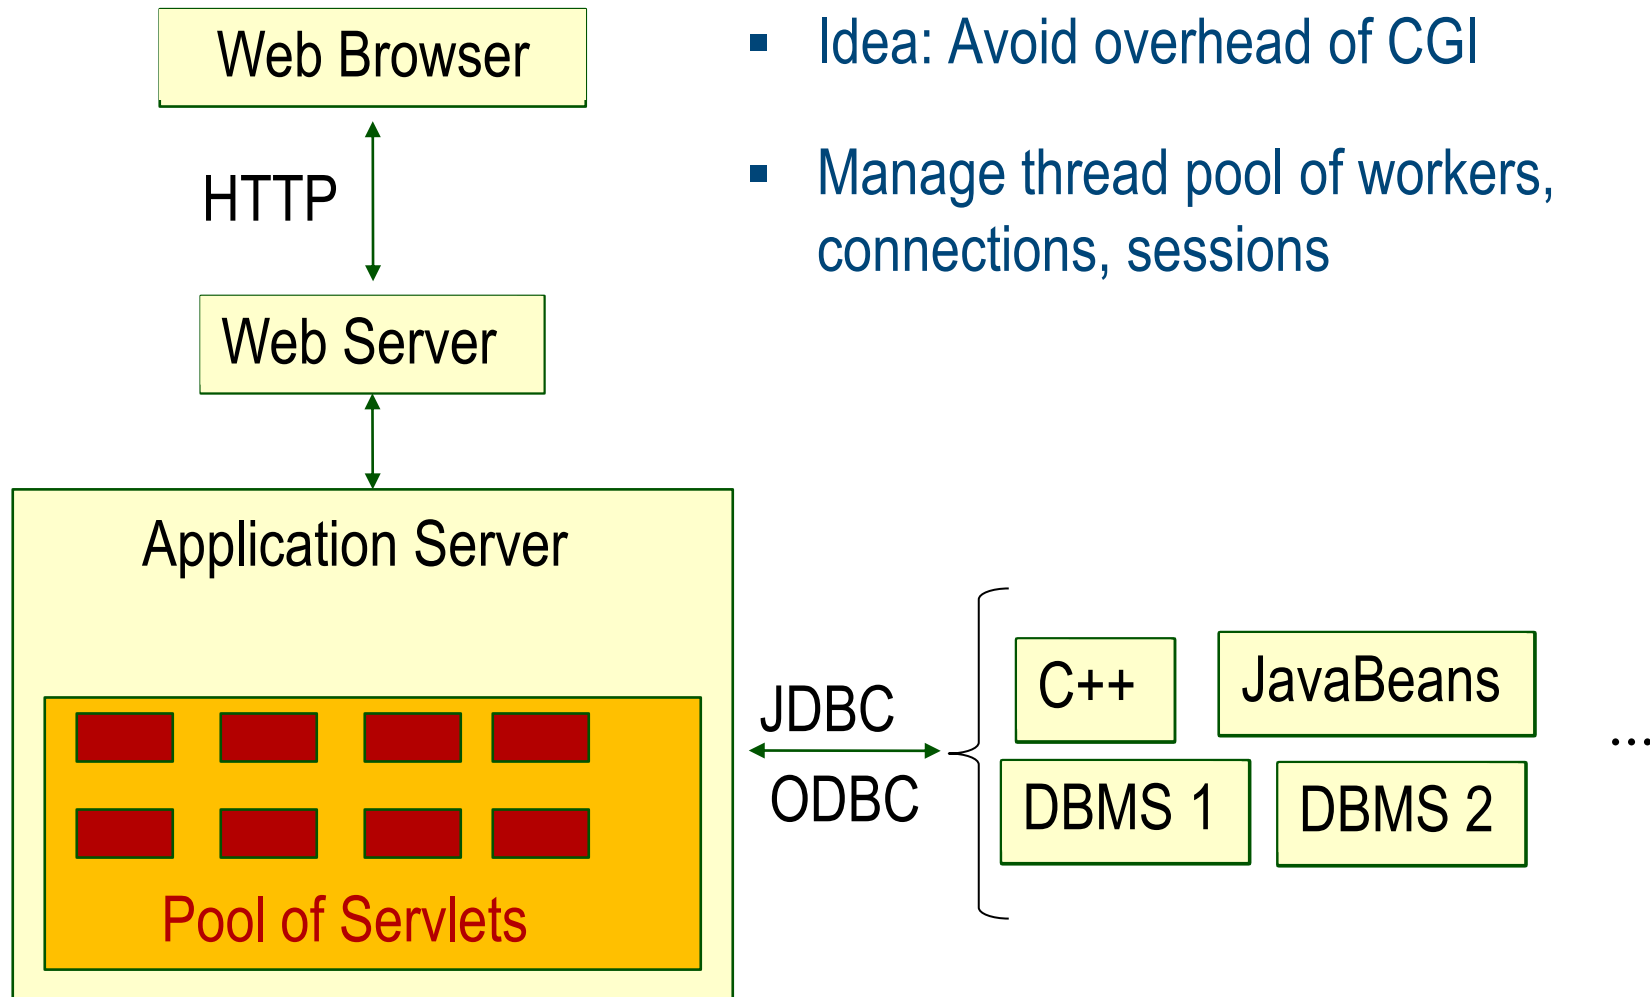 Web Browser
▪ Idea: Avoid overhead of CGI
▪ Manage thread pool of workers,
connections, sessions
HTTP
Web Server
Application Server
Pool of Servlets
JDBC
ODBC
C++
JavaBeans
...
DBMS 1
DBMS 2